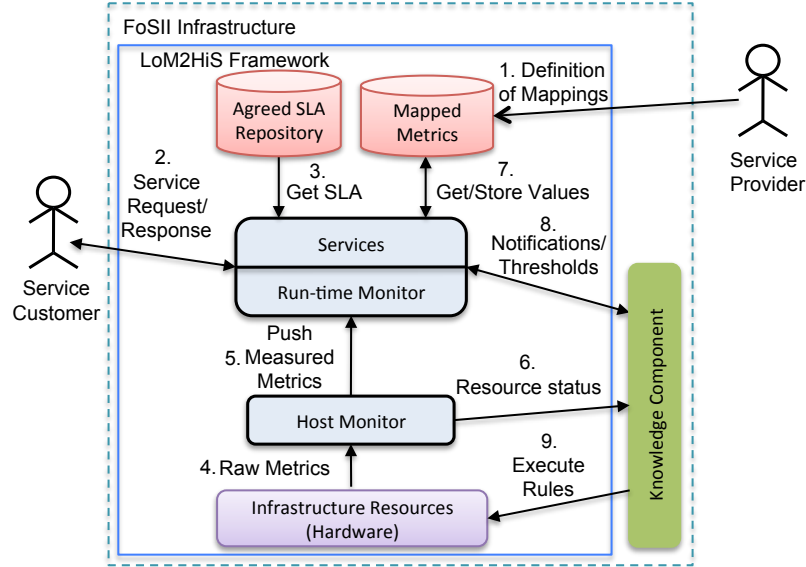 FoSII Infrastructure
LoM2HiS Framework
Agreed SLA
Repository
Mapped
Metrics
1. Definition
of Mappings
Service
Provider
2.
Service
Request/
Response
3.
Get SLA
7.
Get/Store Values
Service
Customer
Services
Run-time Monitor
8.
Notifications/
Thresholds
Push
5. Measured
Metrics
6.
Resource status
Host Monitor
Knowledge Component
4. Raw Metrics
9.
Execute
Rules
Infrastructure Resources
(Hardware)